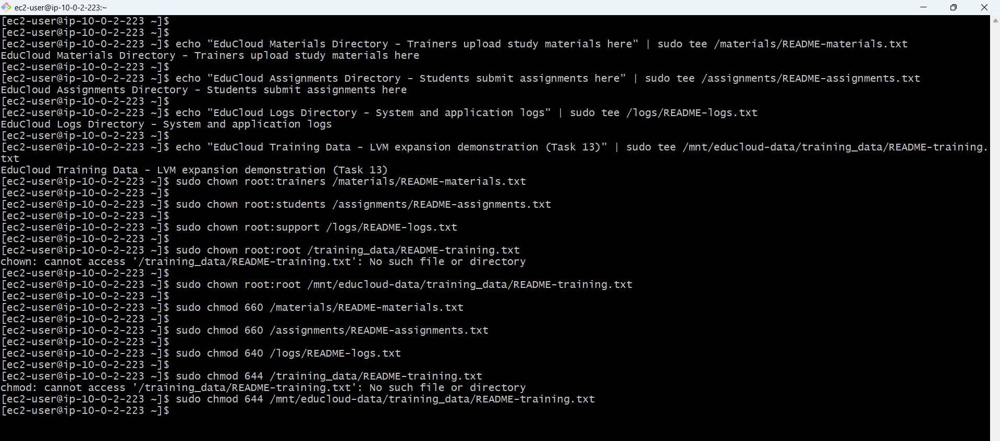 ec2-user@ip-10-0-2-223:~
[ec2-user@ip-10-0-2-223 ~]$
[ec2-user@ip-10-0-2-223 ~]$
[ec2-user@ip-10-0-2-223 ~]$ echo "EduCloud Materials Directory - Trainers upload study materials here" | sudo tee /materials/README-materials.txt
EduCloud Materials Directory - Trainers upload study materials here
[ec2-user@ip-10-0-2-223 ~]$
[ec2-user@ip-10-0-2-223 ~]$ echo "EduCloud Assignments Directory - Students submit assignments here" | sudo tee /assignments/README-assignments.txt
EduCloud Assignments Directory - Students submit assignments here
[ec2-user@ip-10-0-2-223 ~]$
[ec2-user@ip-10-0-2-223 ~]$ echo "EduCloud Logs Directory - System and application logs" | sudo tee /logs/README-logs.txt
EduCloud Logs Directory - System and application logs
[ec2-user@ip-10-0-2-223 ~]$
[ec2-user@ip-10-0-2-223 ~]$ echo "EduCloud Training Data - LVM expansion demonstration (Task 13)" | sudo tee /mnt/educloud-data/training_data/README-training.
txt
EduCloud Training Data - LVM expansion demonstration (Task 13)
[ec2-user@ip-10-0-2-223 ~]$ sudo chown root:trainers /materials/README-materials.txt
[ec2-user@ip-10-0-2-223 ~]$
[ec2-user@ip-10-0-2-223 ~]$ sudo chown root:students /assignments/README-assignments.txt
[ec2-user@ip-10-0-2-223 ~]$
[ec2-user@ip-10-0-2-223 ~]$ sudo chown root:support /logs/README-logs.txt
[ec2-user@ip-10-0-2-223 ~]$
[ec2-user@ip-10-0-2-223 ~]$ sudo chown root:root /training_data/README-training.txt
chown: cannot access '/training_data/README-training.txt': No such file or directory
[ec2-user@ip-10-0-2-223 ~]$
[ec2-user@ip-10-0-2-223 ~]$ sudo chown root:root /mnt/educloud-data/training_data/README-training.txt
[ec2-user@ip-10-0-2-223 ~]$
[ec2-user@ip-10-0-2-223 ~]$ sudo chmod 660 /materials/README-materials.txt
[ec2-user@ip-10-0-2-223 ~]$
[ec2-user@ip-10-0-2-223 ~]$ sudo chmod 660 /assignments/README-assignments.txt
[ec2-user@ip-10-0-2-223 ~]$
[ec2-user@ip-10-0-2-223 ~]$ sudo chmod 640 /logs/README-logs.txt
[ec2-user@ip-10-0-2-223 ~]$
[ec2-user@ip-10-0-2-223 ~]$ sudo chmod 644 /training_data/README-training.txt
chmod: cannot access '/training_data/README-training.txt': No such file or directory
[ec2-user@ip-10-0-2-223 ~]$ sudo chmod 644 /mnt/educloud-data/training_data/README-training.txt
[ec2-user@ip-10-0-2-223 ~]$